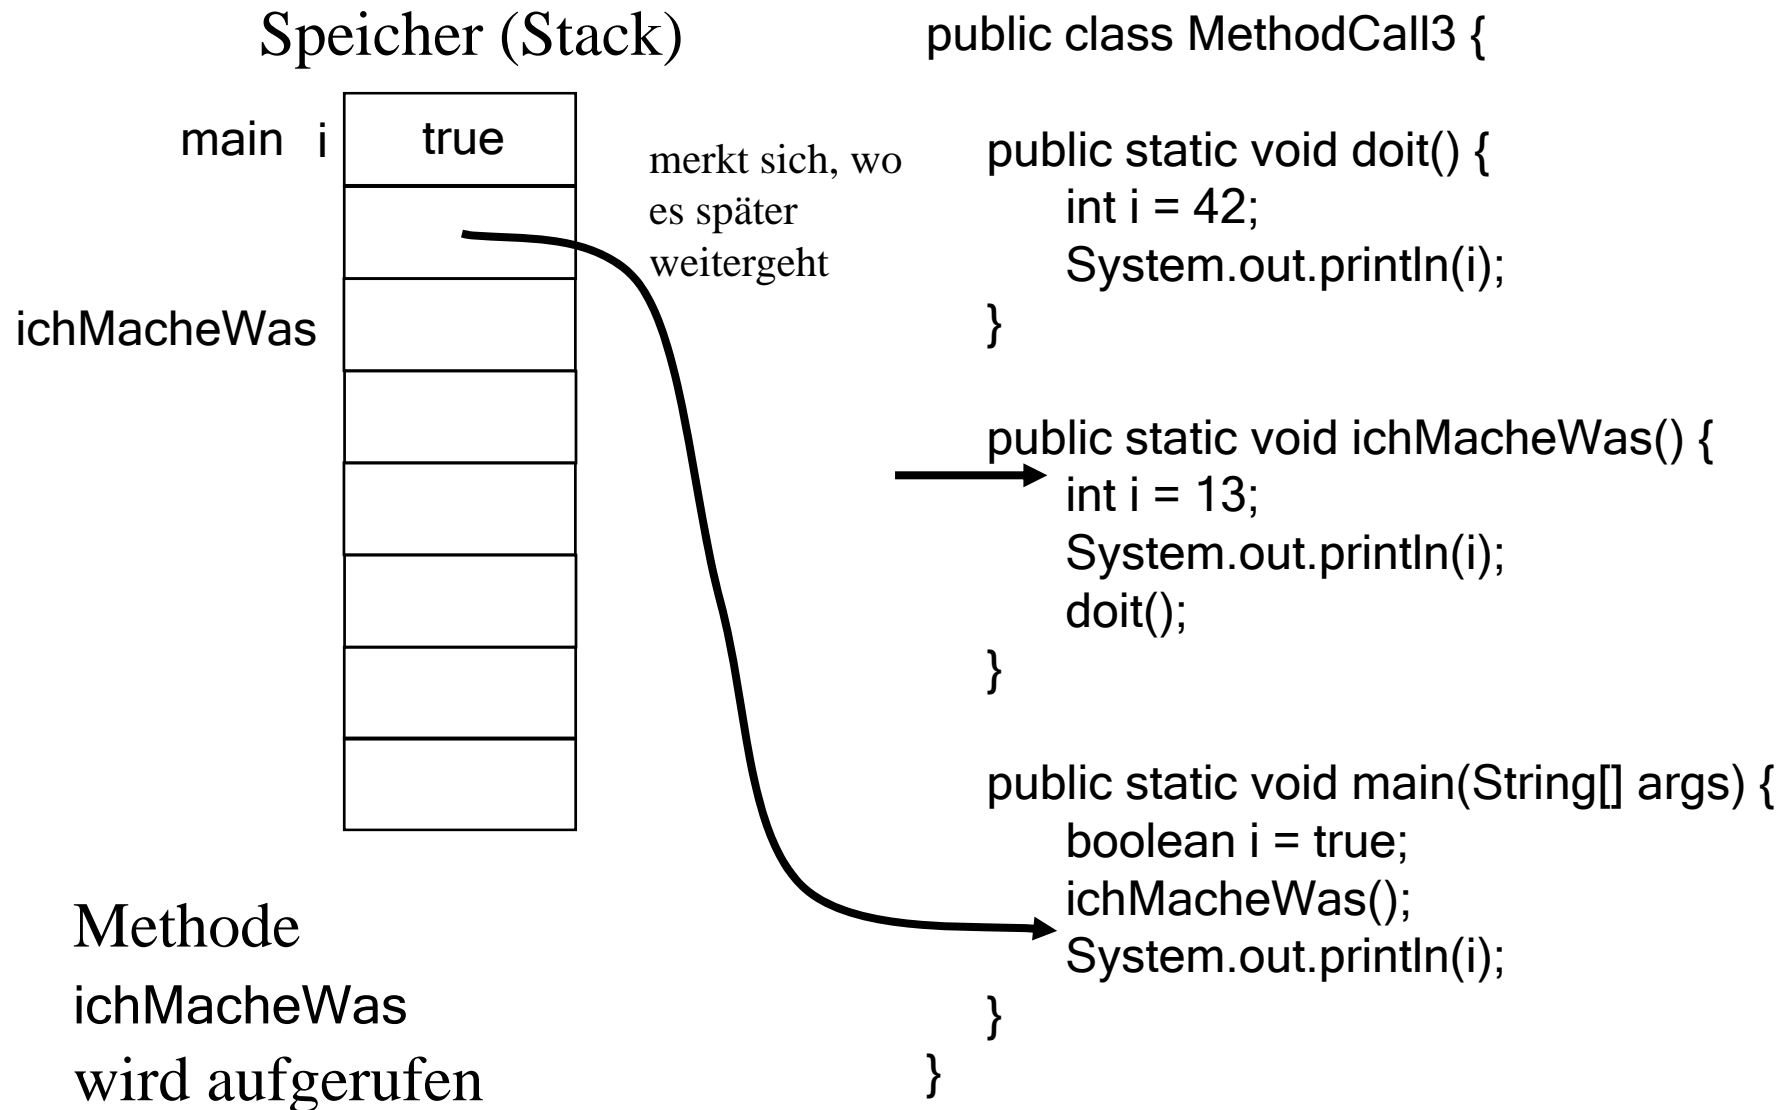 Speicher (Stack)
main i true
merkt sich, wo
es später
weitergeht
ichMacheWas
Methode
ichMacheWas
wird aufgerufen
public class MethodCall3 {
public static void doit() {
int i = 42;
System.out.println(i);
}
public static void ichMacheWas() {
int i = 13;
System.out.println(i);
doit();
}
public static void main(String[] args) {
boolean i = true;
ichMacheWas();
System.out.println(i);
}
}